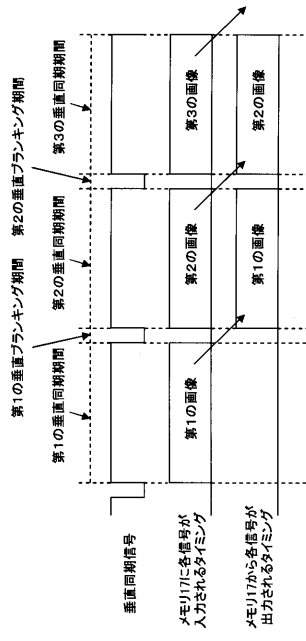 第1の垂直ブランキング期間
第2の垂直ブランキング期間
第1の垂直同期期間
第2の垂直同期期間
第3の垂直同期期間
垂直同期信号
メモリ17に各信号が
入力されるタイミング
第1の画像
第2の画像
第3の画像
メモリ17から各信号が
出力されるタイミング
第1の画像
第2の画像